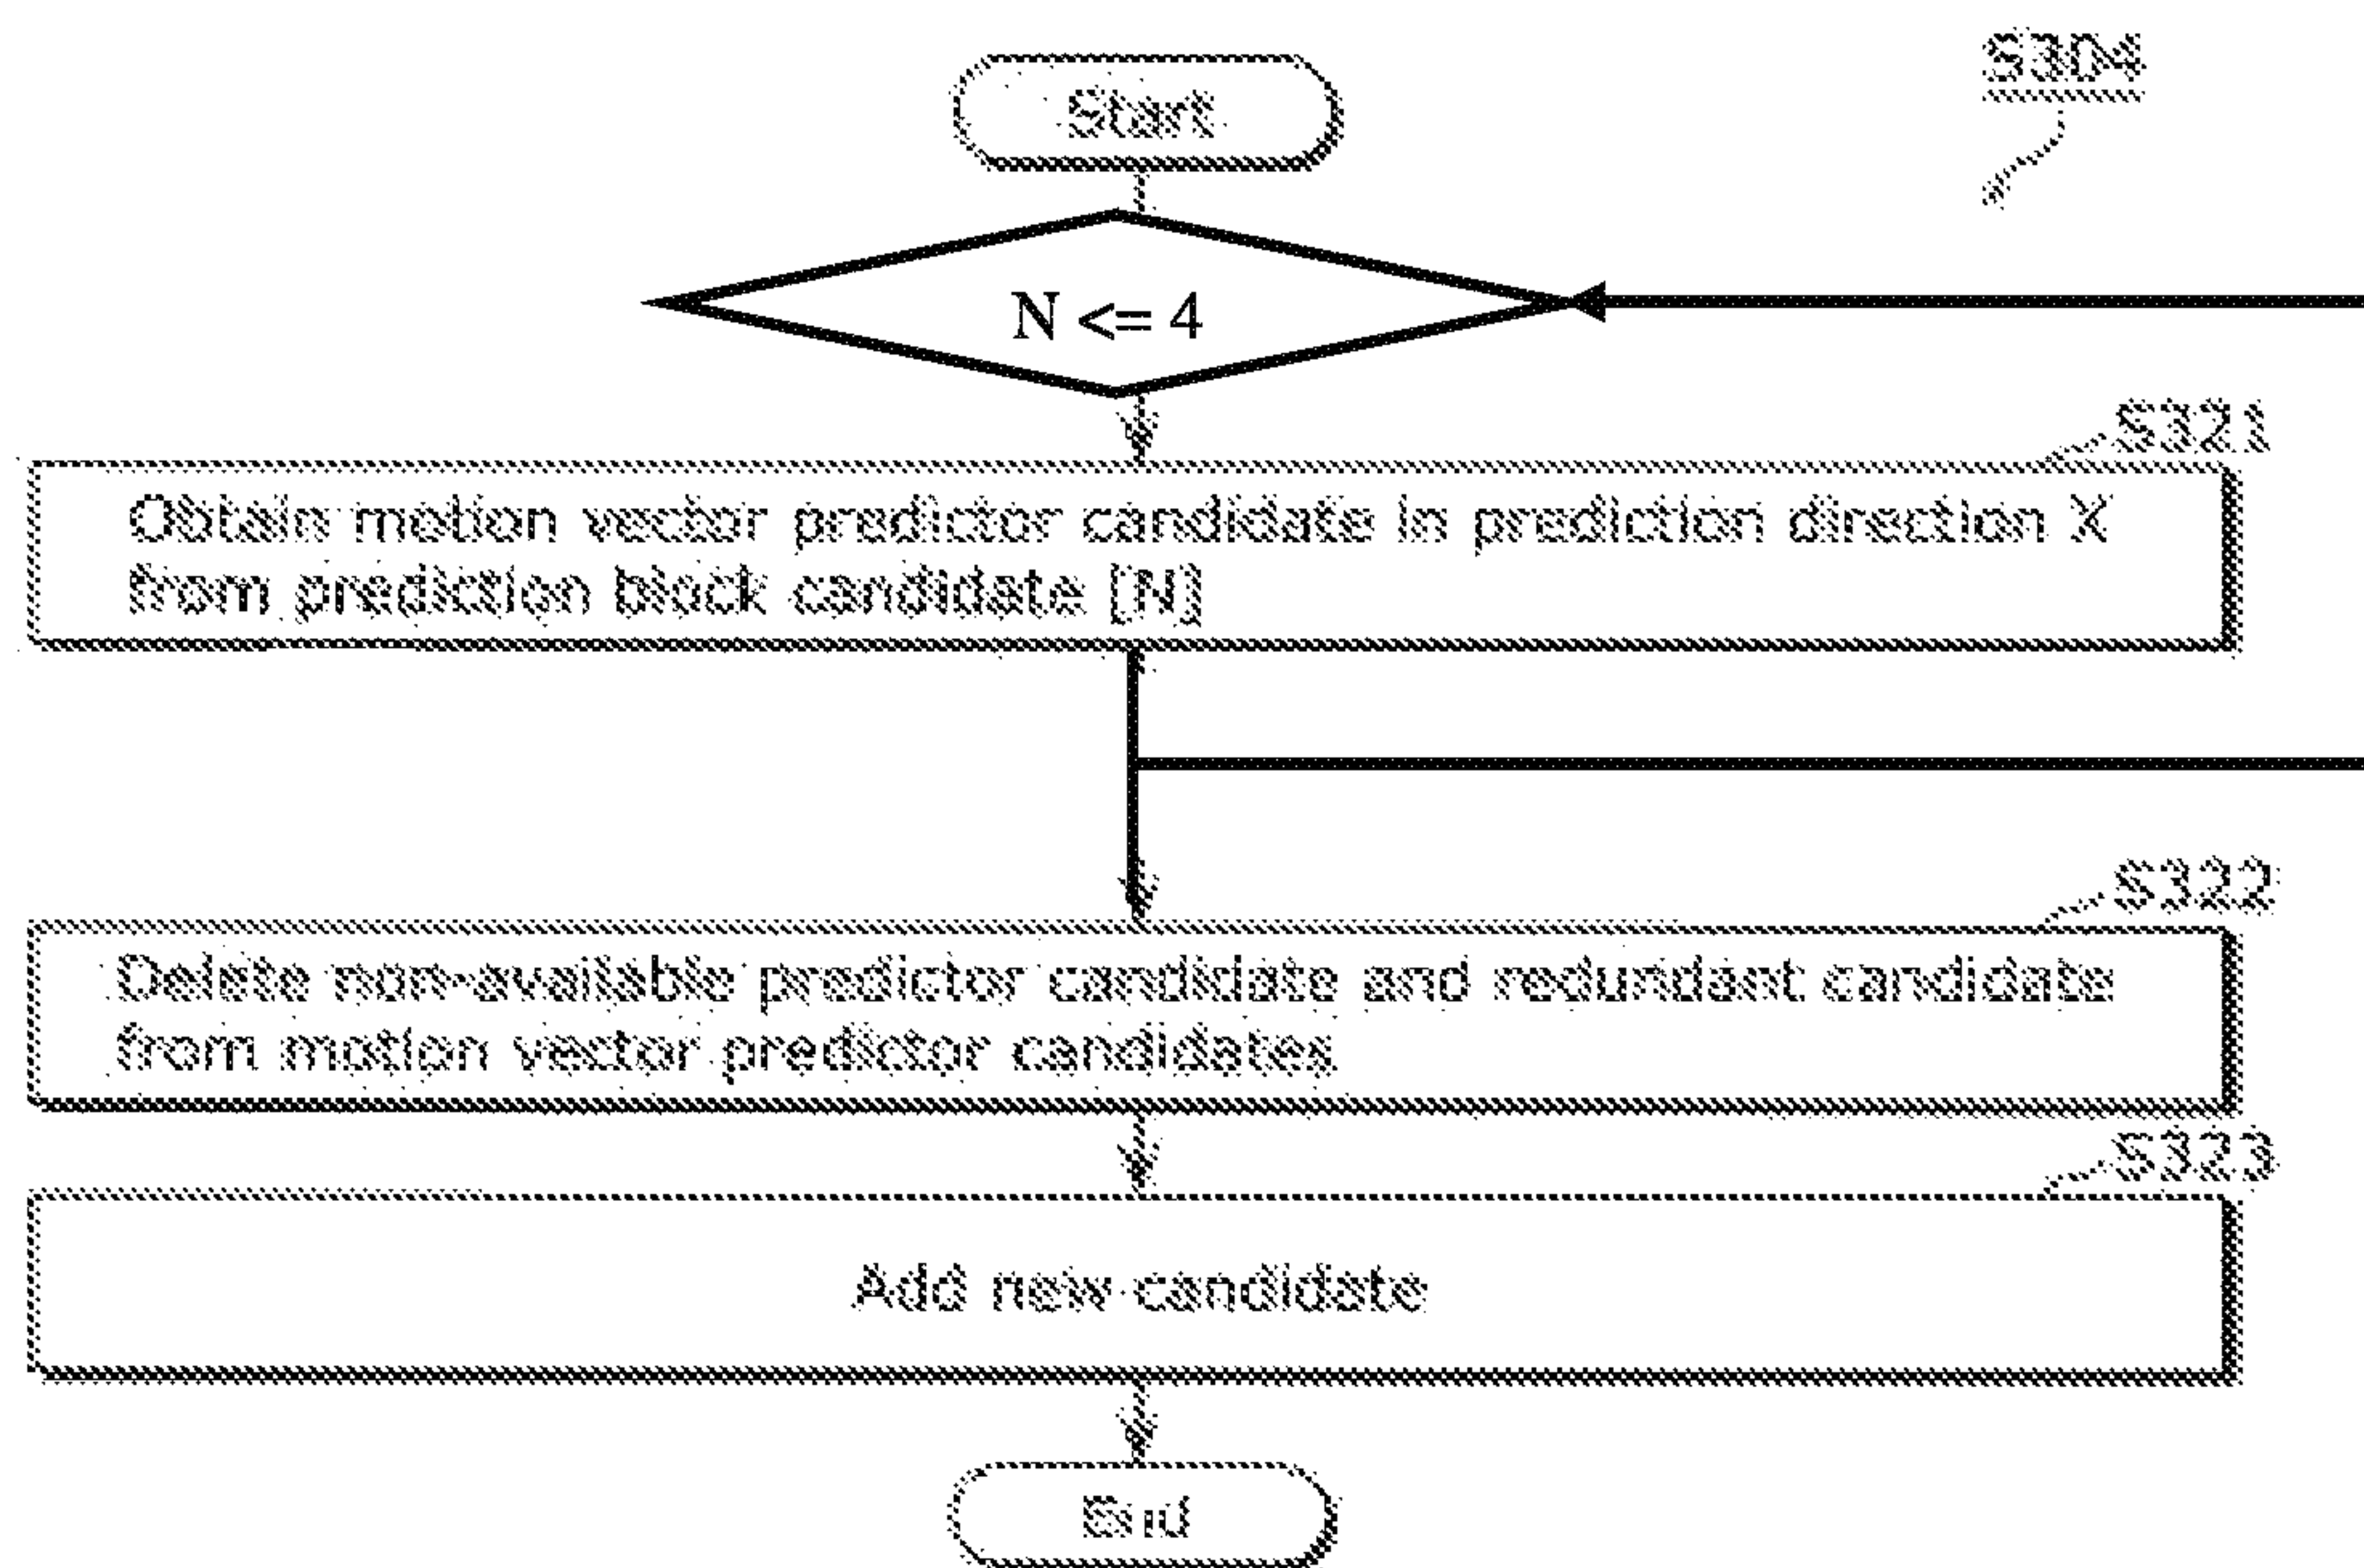 Start
S304
N <= 4
S321
Obtain motion vector predictor candidate in prediction direction X
from prediction block candidate [N]
S322
Delete non-available predictor candidate and redundant candidate
from motion vector predictor candidates
S323
Add new candidate
End